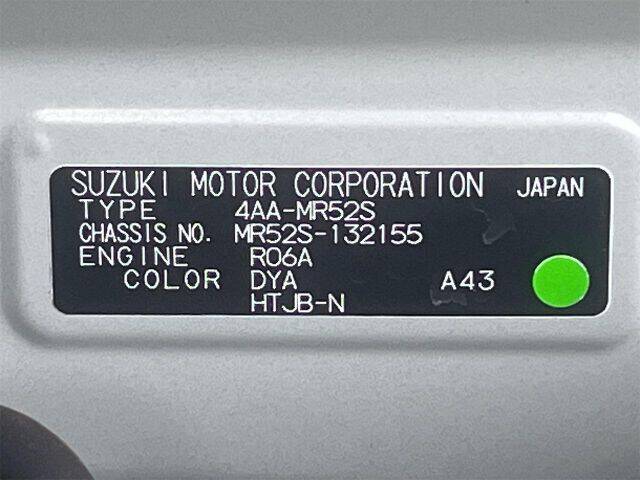 SUZUKI MOTOR CORPORATION JAPAN
TYPE 4AA-MR52S
CHASSIS NO. MR52S-132155
ENGINE R06A
COLOR DYA A43
HTJB-N